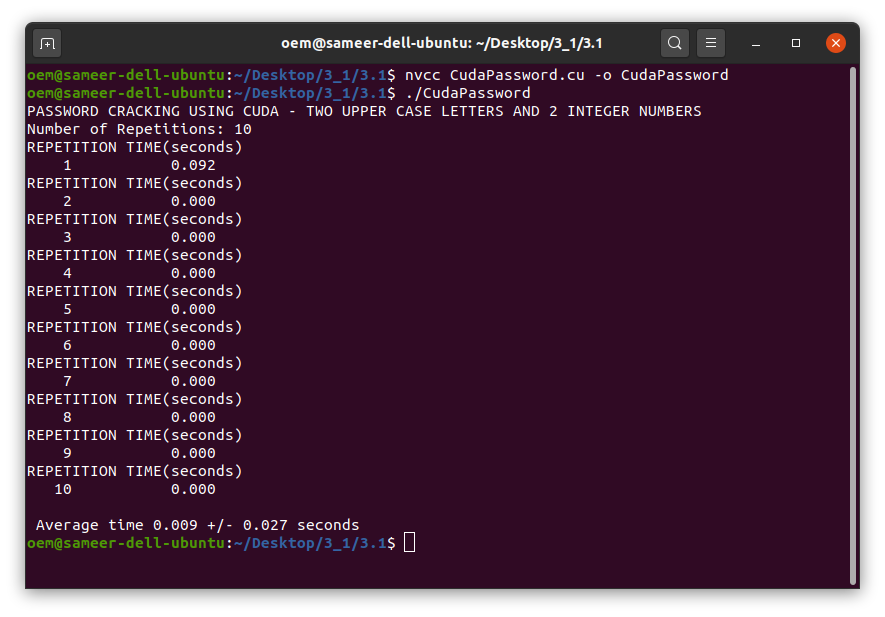 oem@sameer-dell-ubuntu: ~/Desktop/3_1/3.1
oem@sameer-dell-ubuntu:~/Desktop/3_1/3.1$ nvcc CudaPassword.cu -o CudaPassword
oem@sameer-dell-ubuntu:~/Desktop/3_1/3.1$ ./CudaPassword
PASSWORD CRACKING USING CUDA - TWO UPPER CASE LETTERS AND 2 INTEGER NUMBERS
Number of Repetitions: 10
REPETITION TIME(seconds)
1 0.092
REPETITION TIME(seconds)
2 0.000
REPETITION TIME(seconds)
3 0.000
REPETITION TIME(seconds)
4 0.000
REPETITION TIME(seconds)
5 0.000
REPETITION TIME(seconds)
6 0.000
REPETITION TIME(seconds)
7 0.000
REPETITION TIME(seconds)
8 0.000
REPETITION TIME(seconds)
9 0.000
REPETITION TIME(seconds)
10 0.000
Average time 0.009 +/- 0.027 seconds
oem@sameer-dell-ubuntu:~/Desktop/3_1/3.1$